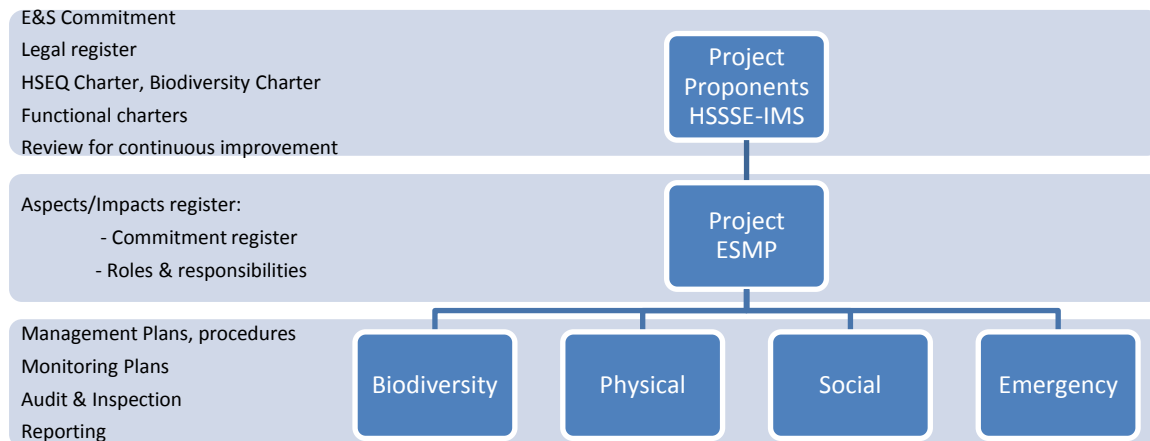 E&S Commitment
Legal register
HSEQ Charter, Biodiversity Charter
Functional charters
Review for continuous improvement
Project
Proponents
HSSSE-IMS
Aspects/Impacts register:
- Commitment register
- Roles & responsibilities
Project
ESMP
Management Plans, procedures
Monitoring Plans
Audit & Inspection
Reporting
Biodiversity
Physical
Social
Emergency